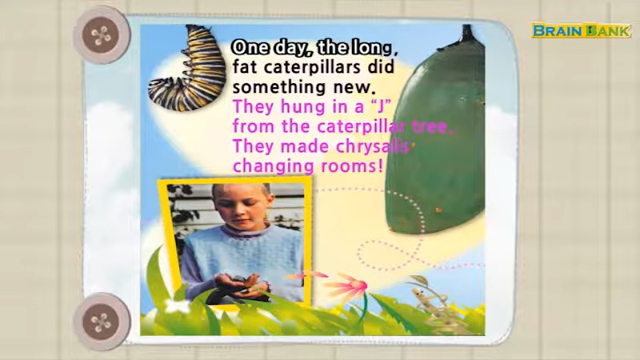 BRAIN BANK
One day, the long,
fat caterpillars did
something new.
They hung in a “J”
from the caterpillar tree.
They made chrysalis
changing rooms!